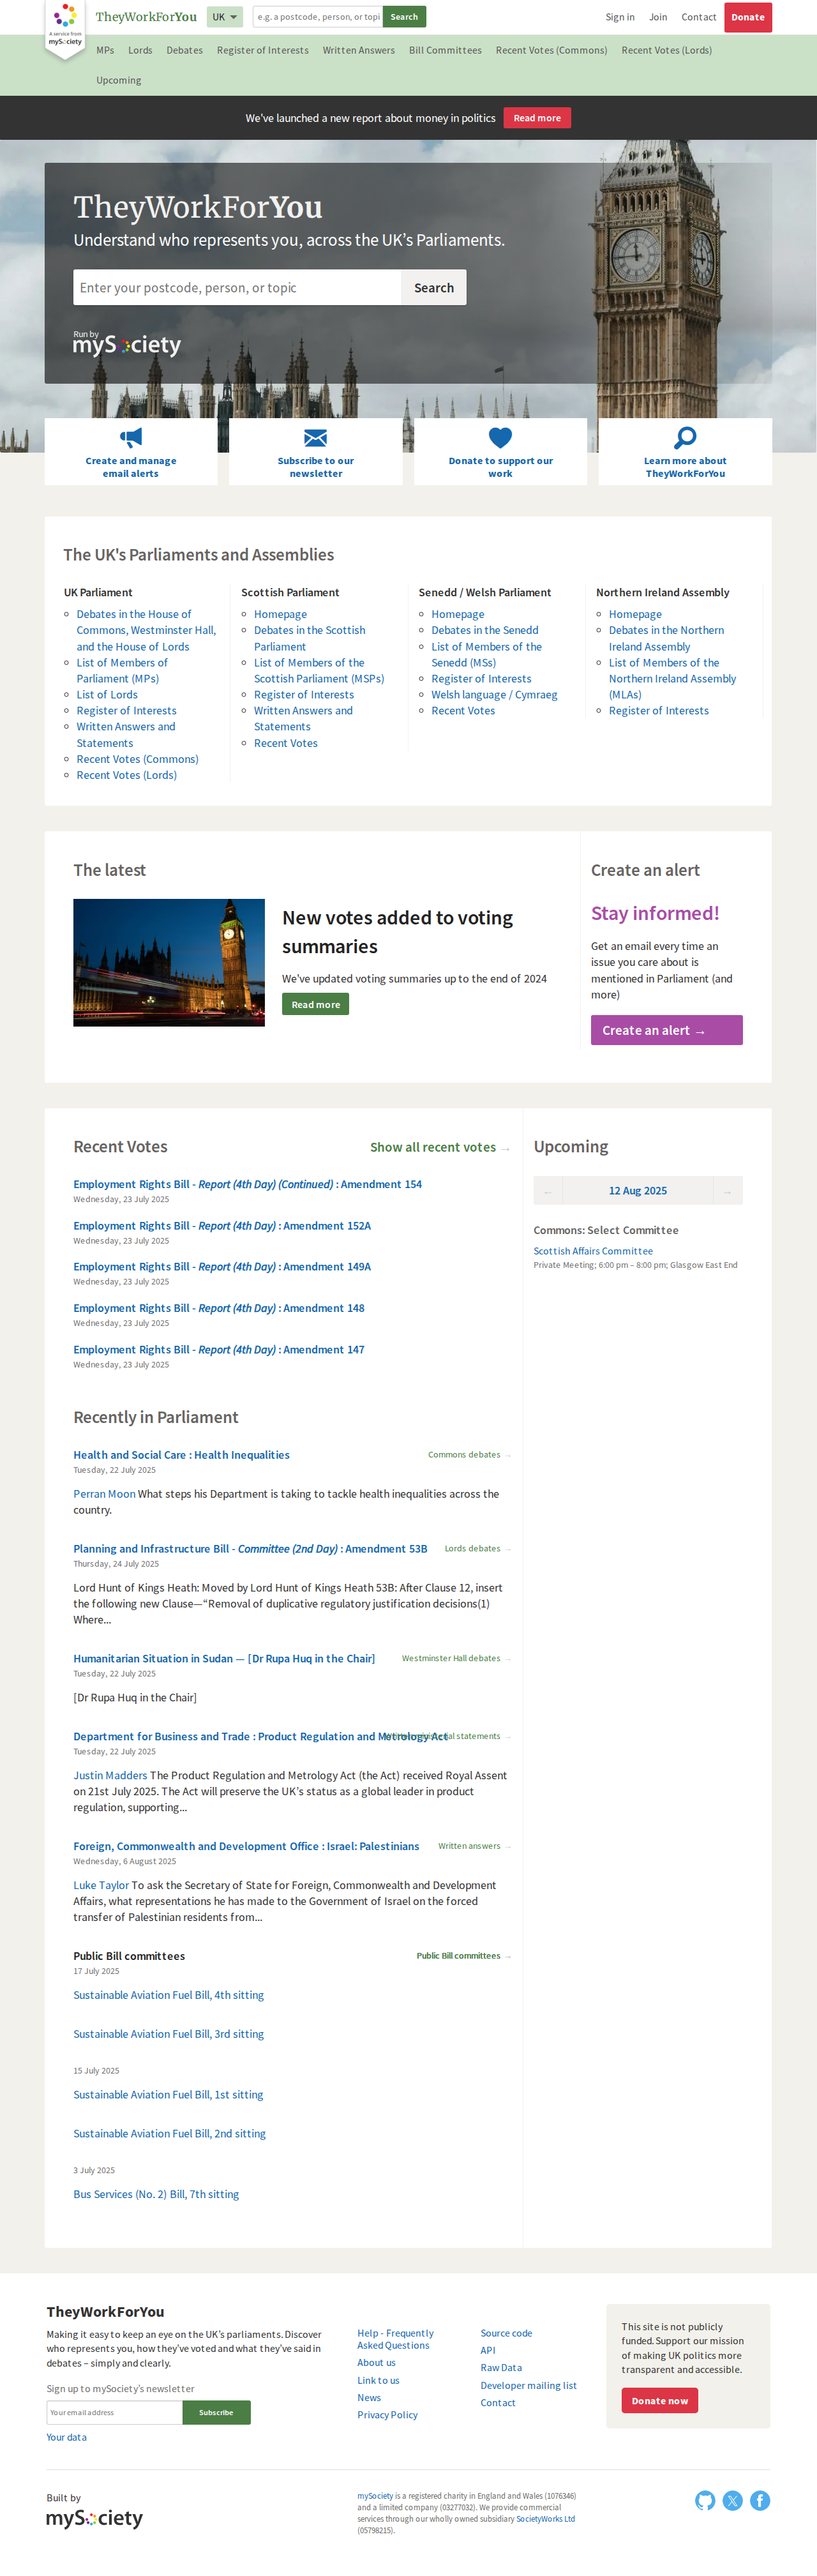 A service from
mySociety
TheyWorkForYou
UK
e.g. a postcode, person, or topi
Search
Sign in
Join
Contact
Donate
MPs
Lords
Debates
Register of Interests
Written Answers
Bill Committees
Recent Votes (Commons)
Recent Votes (Lords)
Upcoming
We've launched a new report about money in politics
Read more
TheyWorkForYou
Understand who represents you, across the UK’s Parliaments.
Enter your postcode, person, or topic
Search
Run by
mySociety
Create and manage
email alerts
Subscribe to our
newsletter
Donate to support our
work
Learn more about
TheyWorkForYou
The UK's Parliaments and Assemblies
UK Parliament
Debates in the House of
Commons, Westminster Hall,
and the House of Lords
List of Members of
Parliament (MPs)
List of Lords
Register of Interests
Written Answers and
Statements
Recent Votes (Commons)
Recent Votes (Lords)
Scottish Parliament
Homepage
Debates in the Scottish
Parliament
List of Members of the
Scottish Parliament (MSPs)
Register of Interests
Written Answers and
Statements
Recent Votes
Senedd / Welsh Parliament
Homepage
Debates in the Senedd
List of Members of the
Senedd (MSs)
Register of Interests
Welsh language / Cymraeg
Recent Votes
Northern Ireland Assembly
Homepage
Debates in the Northern
Ireland Assembly
List of Members of the
Northern Ireland Assembly
(MLAs)
Register of Interests
The latest
New votes added to voting
summaries
We've updated voting summaries up to the end of 2024
Read more
Create an alert
Stay informed!
Get an email every time an
issue you care about is
mentioned in Parliament (and
more)
Create an alert →
Recent Votes
Show all recent votes →
Employment Rights Bill - Report (4th Day) (Continued) : Amendment 154
Wednesday, 23 July 2025
Employment Rights Bill - Report (4th Day) : Amendment 152A
Wednesday, 23 July 2025
Employment Rights Bill - Report (4th Day) : Amendment 149A
Wednesday, 23 July 2025
Employment Rights Bill - Report (4th Day) : Amendment 148
Wednesday, 23 July 2025
Employment Rights Bill - Report (4th Day) : Amendment 147
Wednesday, 23 July 2025
Upcoming
← 12 Aug 2025 →
Commons: Select Committee
Scottish Affairs Committee
Private Meeting; 6:00 pm – 8:00 pm; Glasgow East End
Recently in Parliament
Health and Social Care : Health Inequalities
Commons debates →
Tuesday, 22 July 2025
Perran Moon What steps his Department is taking to tackle health inequalities across the
country.
Planning and Infrastructure Bill - Committee (2nd Day) : Amendment 53B
Lords debates →
Thursday, 24 July 2025
Lord Hunt of Kings Heath: Moved by Lord Hunt of Kings Heath 53B: After Clause 12, insert
the following new Clause—“Removal of duplicative regulatory justification decisions(1)
Where...
Humanitarian Situation in Sudan — [Dr Rupa Huq in the Chair]
Westminster Hall debates →
Tuesday, 22 July 2025
[Dr Rupa Huq in the Chair]
Department for Business and Trade : Product Regulation and Metrology Act
statements →
Tuesday, 22 July 2025
Justin Madders The Product Regulation and Metrology Act (the Act) received Royal Assent
on 21st July 2025. The Act will preserve the UK’s status as a global leader in product
regulation, supporting...
Foreign, Commonwealth and Development Office : Israel: Palestinians
Written answers →
Wednesday, 6 August 2025
Luke Taylor To ask the Secretary of State for Foreign, Commonwealth and Development
Affairs, what representations he has made to the Government of Israel on the forced
transfer of Palestinian residents from...
Public Bill committees
Public Bill committees →
17 July 2025
Sustainable Aviation Fuel Bill, 4th sitting
Sustainable Aviation Fuel Bill, 3rd sitting
15 July 2025
Sustainable Aviation Fuel Bill, 1st sitting
Sustainable Aviation Fuel Bill, 2nd sitting
3 July 2025
Bus Services (No. 2) Bill, 7th sitting
TheyWorkForYou
Making it easy to keep an eye on the UK’s parliaments. Discover
who represents you, how they’ve voted and what they’ve said in
debates – simply and clearly.
Sign up to mySociety's newsletter
Your email address
Subscribe
Your data
Help - Frequently
Asked Questions
About us
Link to us
News
Privacy Policy
Source code
API
Raw Data
Developer mailing list
Contact
This site is not publicly
funded. Support our mission
of making UK politics more
transparent and accessible.
Donate now
Built by
mySociety
mySociety is a registered charity in England and Wales (1076346)
and a limited company (03277032). We provide commercial
services through our wholly owned subsidiary SocietyWorks Ltd
(05798215).